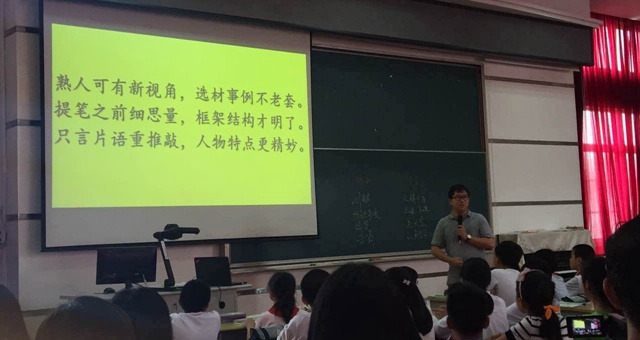 熟人可有新视角，选材事例不老套。
提笔之前细思量，框架结构才明了。
只言片语重推敲，人物特点更精妙。